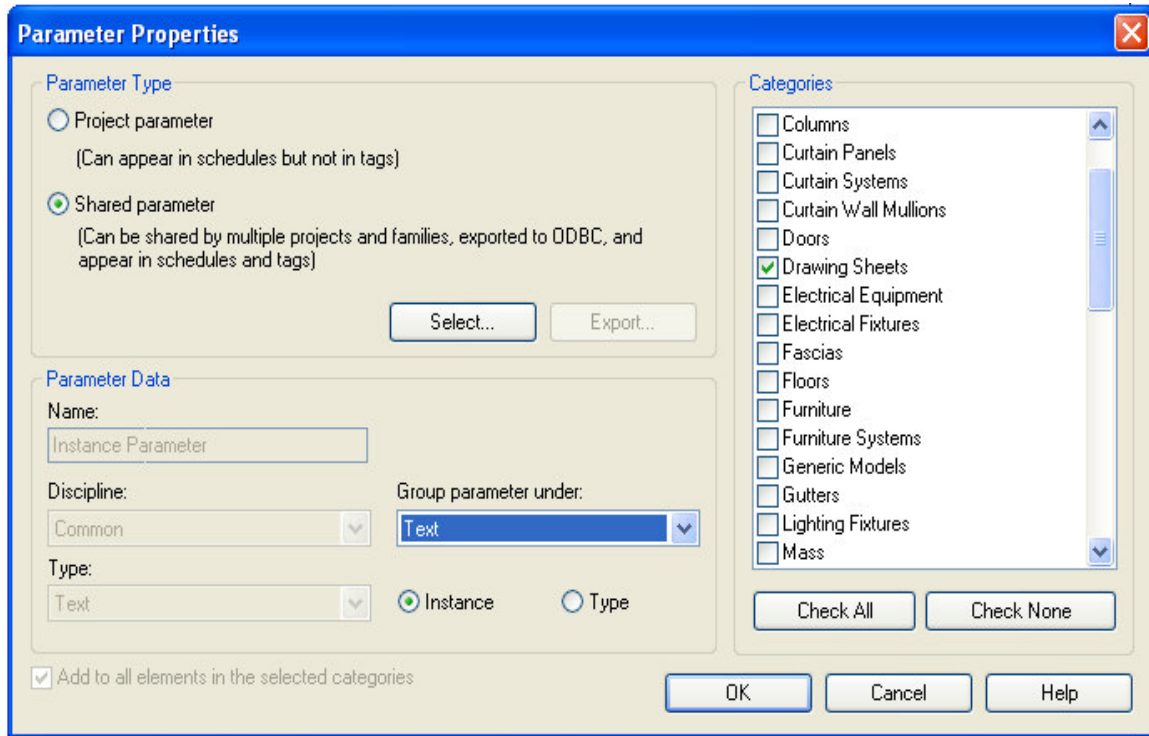 Parameter Properties
Parameter Type
Project parameter
(Can appear in schedules but not in tags)
Shared parameter
(Can be shared by multiple projects and families, exported to ODBC, and
appear in schedules and tags)
Select...
Export...
Parameter Data
Name:
Instance Parameter
Discipline:
Group parameter under:
Common
Text
Type:
Text
Instance
Type
Add to all elements in the selected categories
Categories
Columns
Curtain Panels
Curtain Systems
Curtain Wall Mullions
Doors
Drawing Sheets
Electrical Equipment
Electrical Fixtures
Fascias
Floors
Furniture
Furniture Systems
Generic Models
Gutters
Lighting Fixtures
Mass
Check All
Check None
OK
Cancel
Help